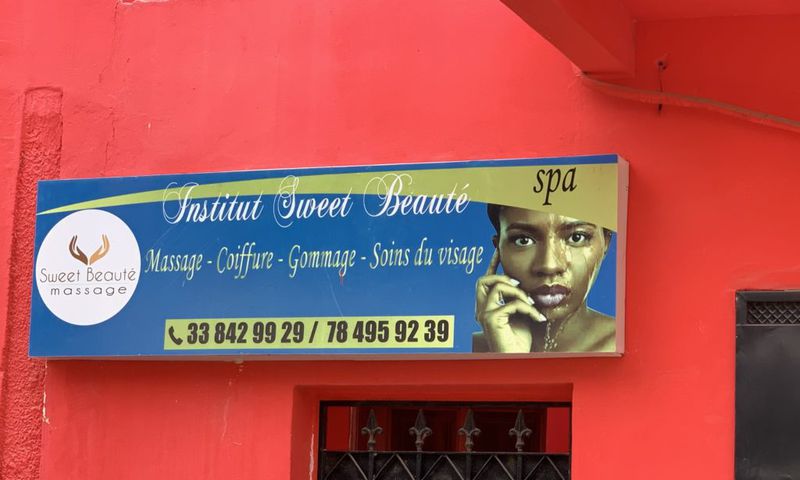 spa
Institut Sweet Beauté
Massage - Coiffure - Gommage - Soins du visage
Sweet Beauté
massage
33 842 99 29 / 78 495 92 39